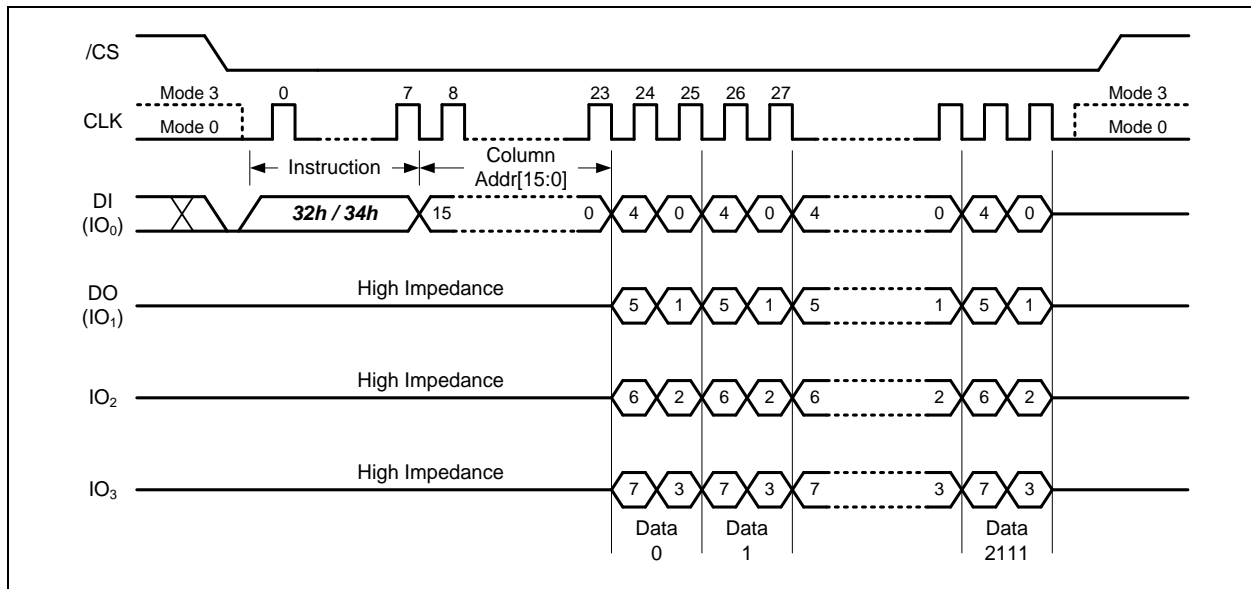 /CS
Mode 3 0 7 8 23 24 25 26 27 Mode 3
CLK
Mode 0 Mode 0
Instruction Column
Addr[15:0]
DI
(IO₀)
32h / 34h 15 0 4 0 4 0 4 0 4 0
High Impedance
DO
(IO₁)
5 1 5 1 5 1 5 1
High Impedance
IO₂
6 2 6 2 6 2 6 2
High Impedance
IO₃
7 3 7 3 7 3 7 3
Data Data Data
0 1 2111